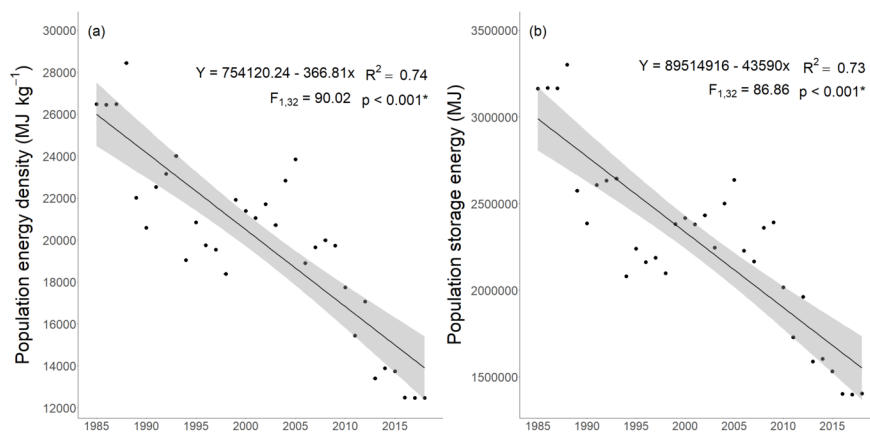 (a)
Y = 754120.24 - 366.81x R² = 0.74
F₁,₃₂ = 90.02 p < 0.001*
Population energy density (MJ kg⁻¹)
30000
28000
26000
24000
22000
20000
18000
16000
14000
12000
1985 1990 1995 2000 2005 2010 2015
(b)
Y = 89514916 - 43590x R² = 0.73
F₁,₃₂ = 86.86 p < 0.001*
Population storage energy (MJ)
3500000
3000000
2500000
2000000
1500000
1985 1990 1995 2000 2005 2010 2015